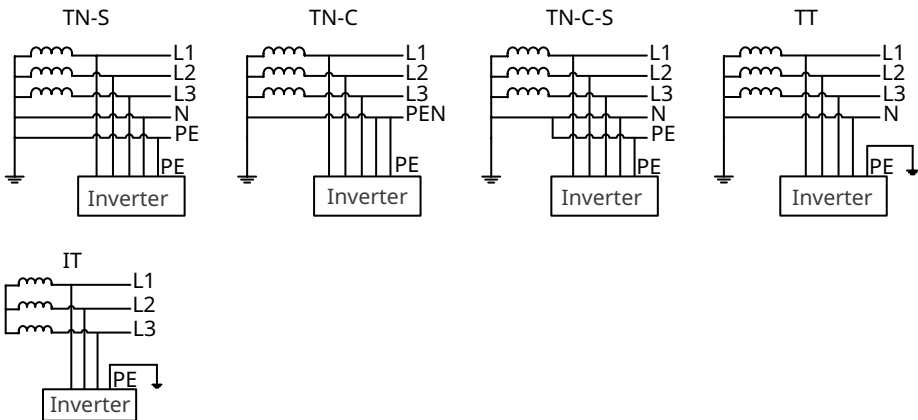 TN-S
L1
L2
L3
N
PE
PE
Inverter
TN-C
L1
L2
L3
PEN
PE
Inverter
TN-C-S
L1
L2
L3
N
PE
PE
Inverter
TT
L1
L2
L3
N
PE
Inverter
IT
L1
L2
L3
PE
Inverter